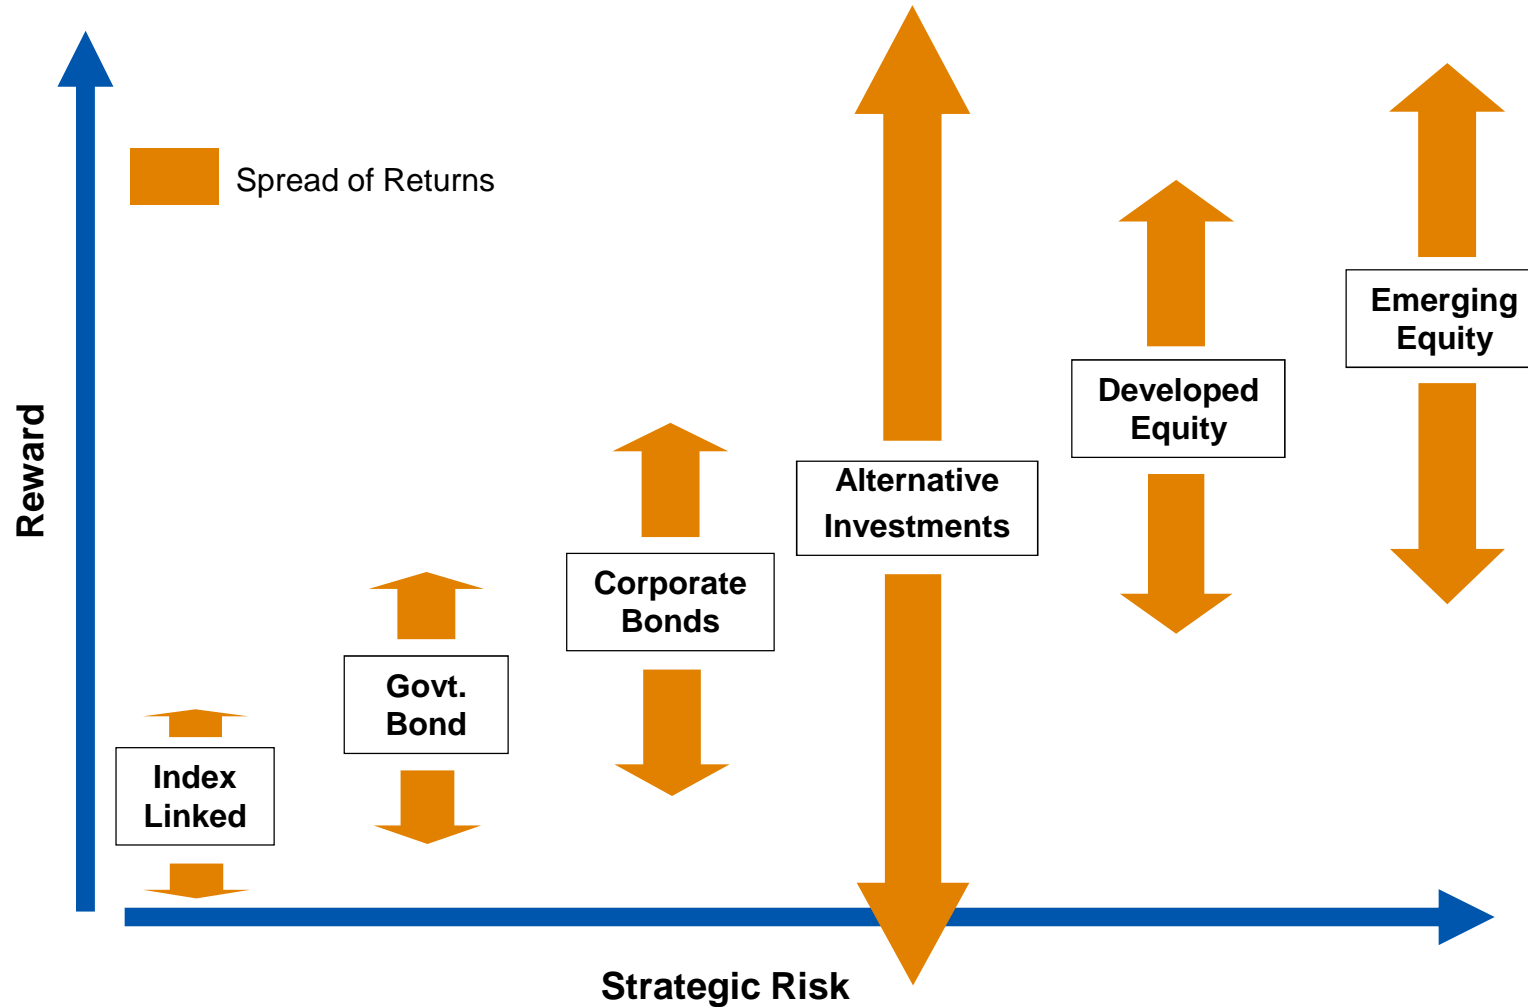 Spread of Returns
Reward
Index
Linked
Govt.
Bond
Corporate
Bonds
Alternative
Investments
Developed
Equity
Emerging
Equity
Strategic Risk